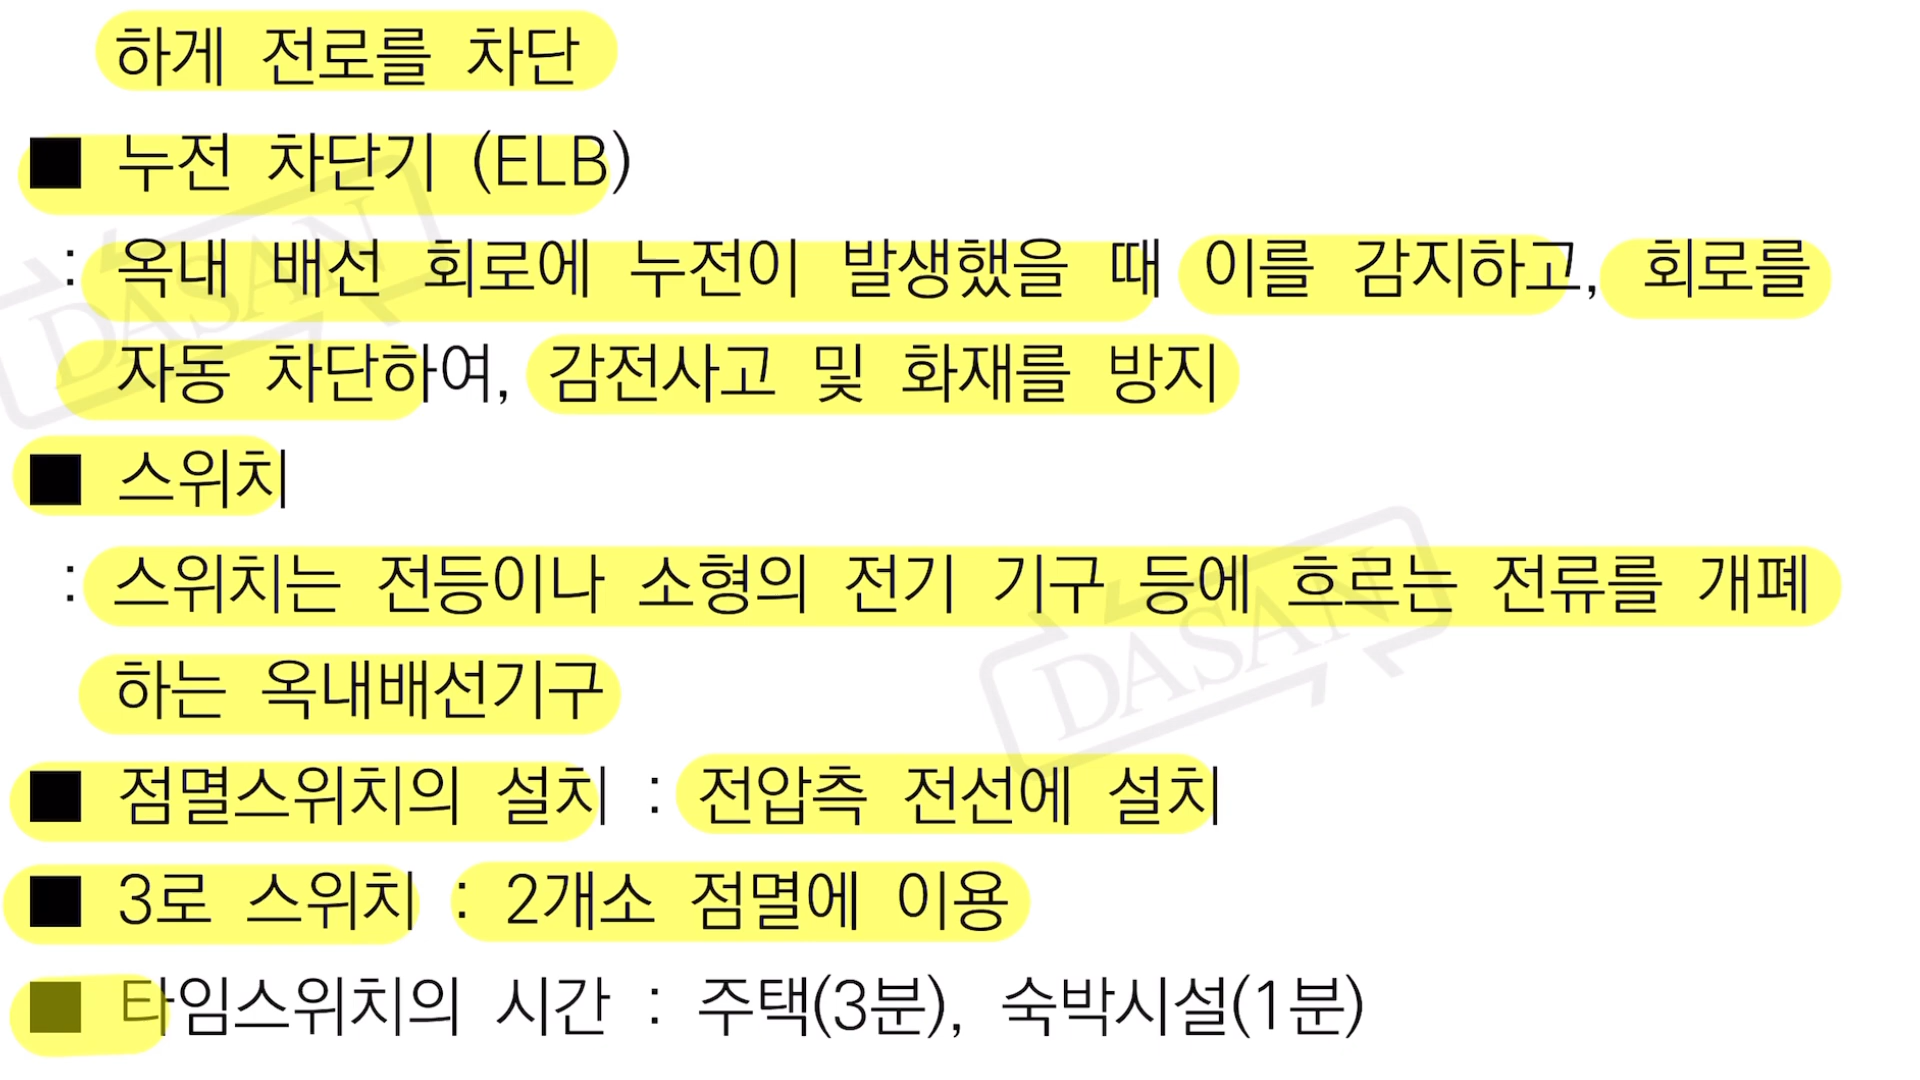 하게 전로를 차단
■ 누전 차단기 (ELB)
: 옥내 배선 회로에 누전이 발생했을 때 이를 감지하고, 회로를
자동 차단하여, 감전사고 및 화재를 방지
■ 스위치
: 스위치는 전등이나 소형의 전기 기구 등에 흐르는 전류를 개폐
하는 옥내배선기구
■ 점멸스위치의 설치 : 전압측 전선에 설치
■ 3로 스위치 : 2개소 점멸에 이용
■ 타임스위치의 시간 : 주택(3분), 숙박시설(1분)
DASAN
DASAN